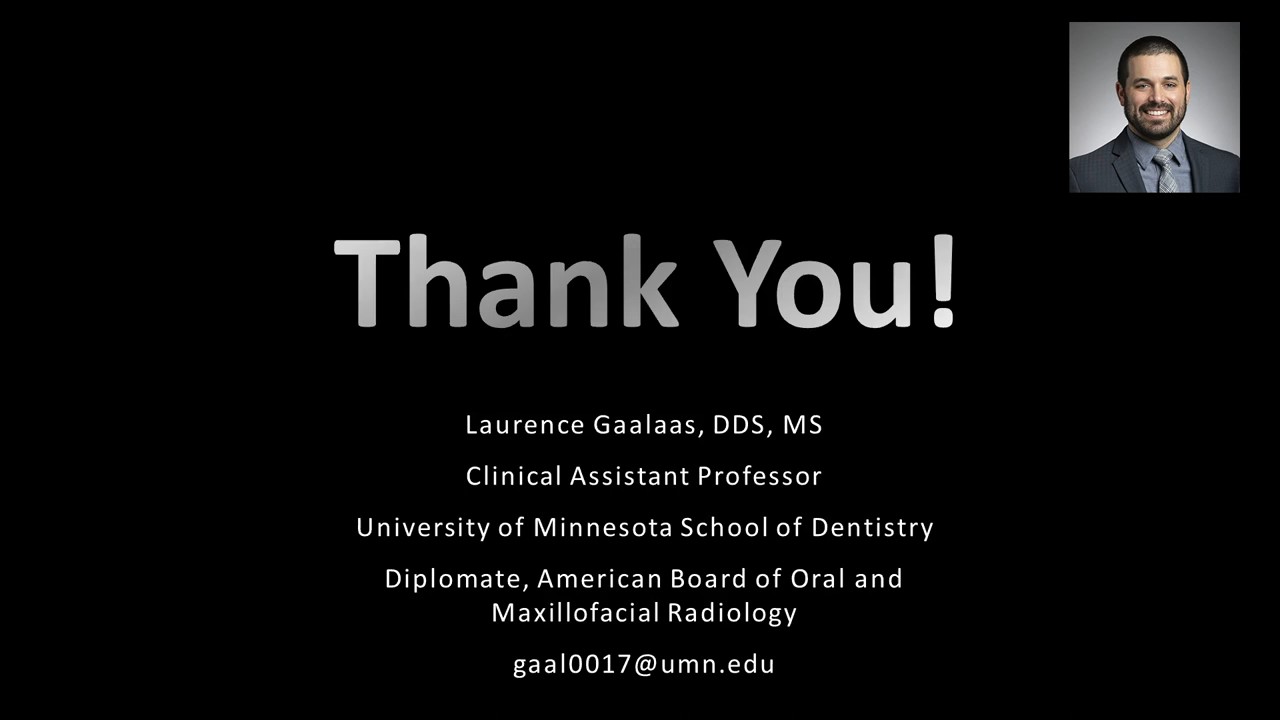 Thank You!
Laurence Gaalaas, DDS, MS
Clinical Assistant Professor
University of Minnesota School of Dentistry
Diplomate, American Board of Oral and
Maxillofacial Radiology
gaal0017@umn.edu